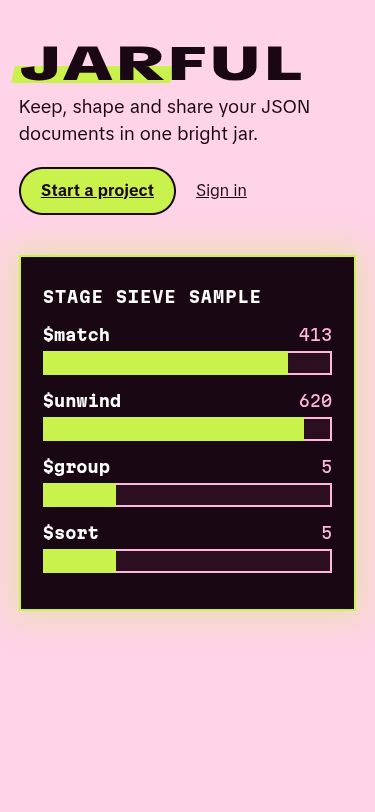 JARFUL
Keep, shape and share your JSON
documents in one bright jar.
Start a project
Sign in
STAGE SIEVE SAMPLE
$match 413
$unwind 620
$group 5
$sort 5